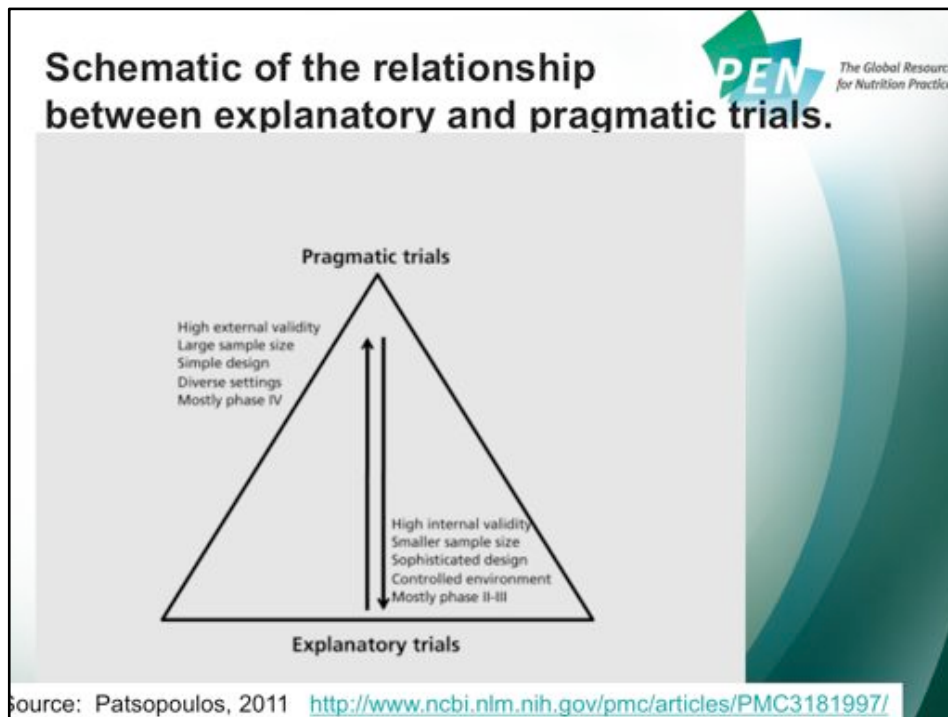 Schematic of the relationship
between explanatory and pragmatic trials.
PEN
The Global Resourc
for Nutrition Practice
Pragmatic trials
High external validity
Large sample size
Simple design
Diverse settings
Mostly phase IV
High internal validity
Smaller sample size
Sophisticated design
Controlled environment
Mostly phase II-III
Explanatory trials
Source: Patsopoulos, 2011 http://www.ncbi.nlm.nih.gov/pmc/articles/PMC3181997/